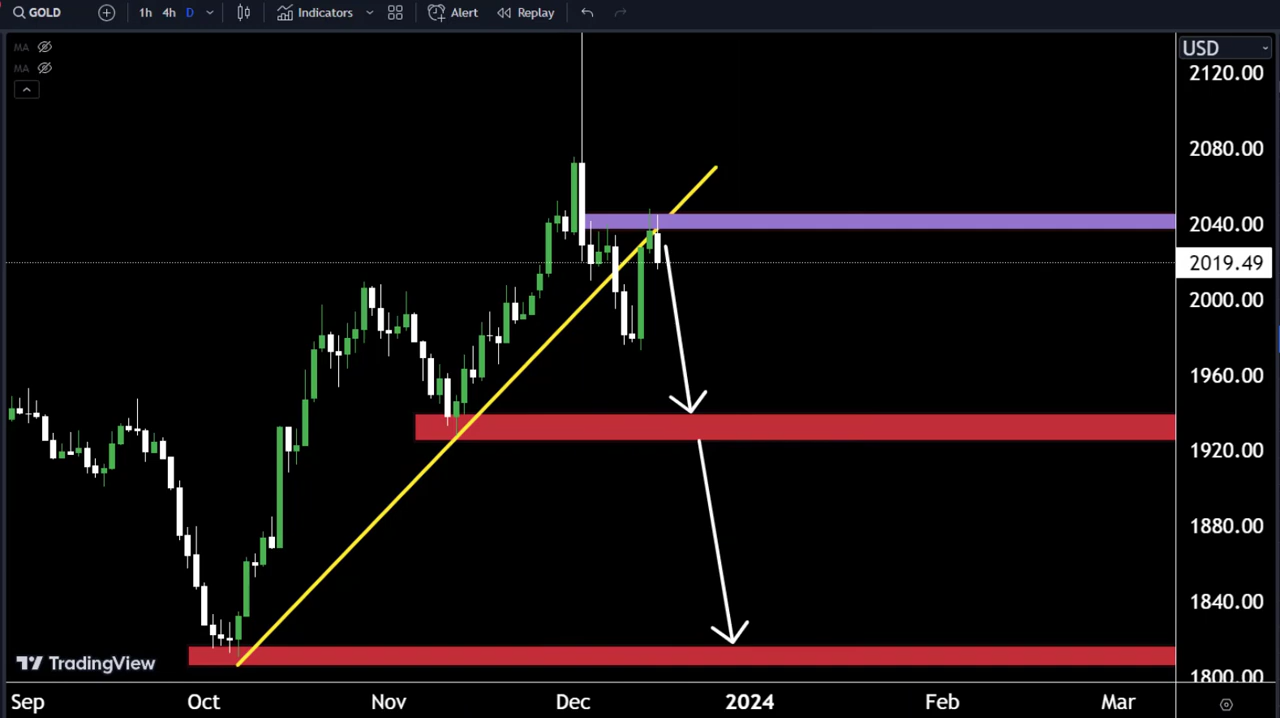 GOLD 1h 4h D Indicators Alert Replay
MA
MA
USD
2120.00
2080.00
2040.00
2019.49
2000.00
1960.00
1920.00
1880.00
1840.00
TradingView
1800.00
Sep Oct Nov Dec 2024 Feb Mar